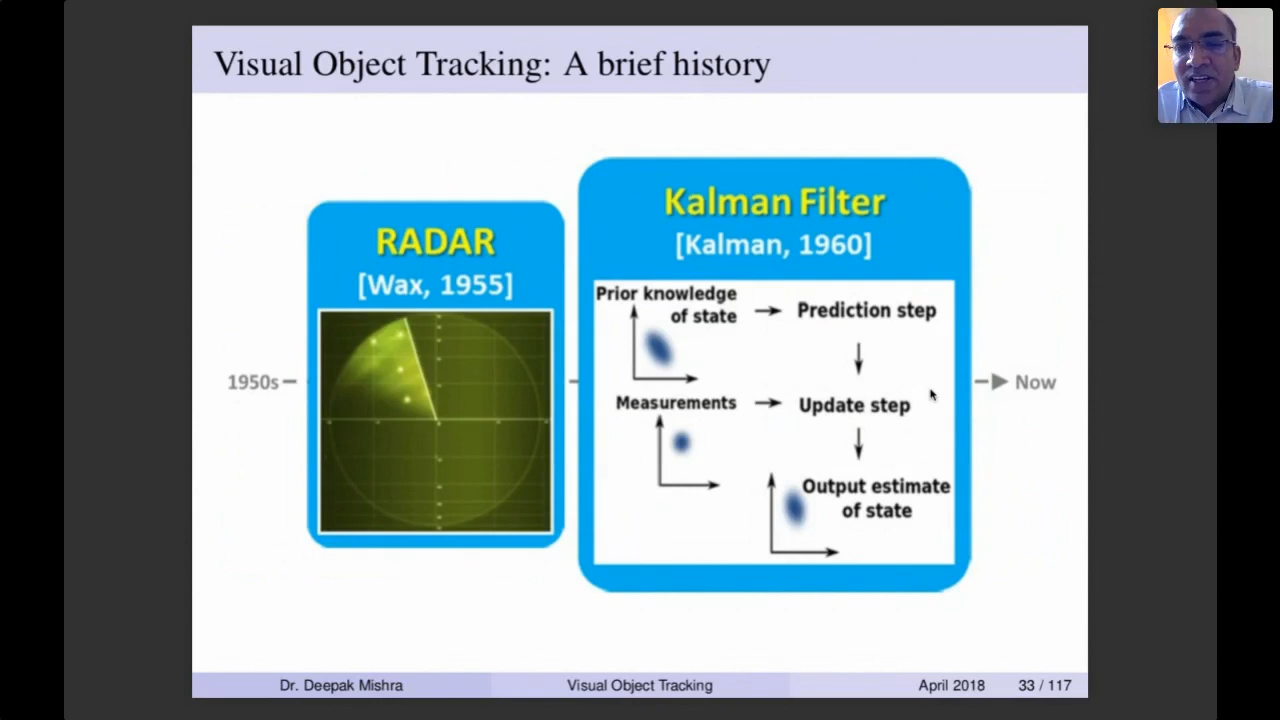 Visual Object Tracking: A brief history
RADAR
[Wax, 1955]
Kalman Filter
[Kalman, 1960]
Prior knowledge
of state
Prediction step
Measurements
Update step
Output estimate
of state
1950s
Now
Dr. Deepak Mishra
Visual Object Tracking
April 2018
33 / 117